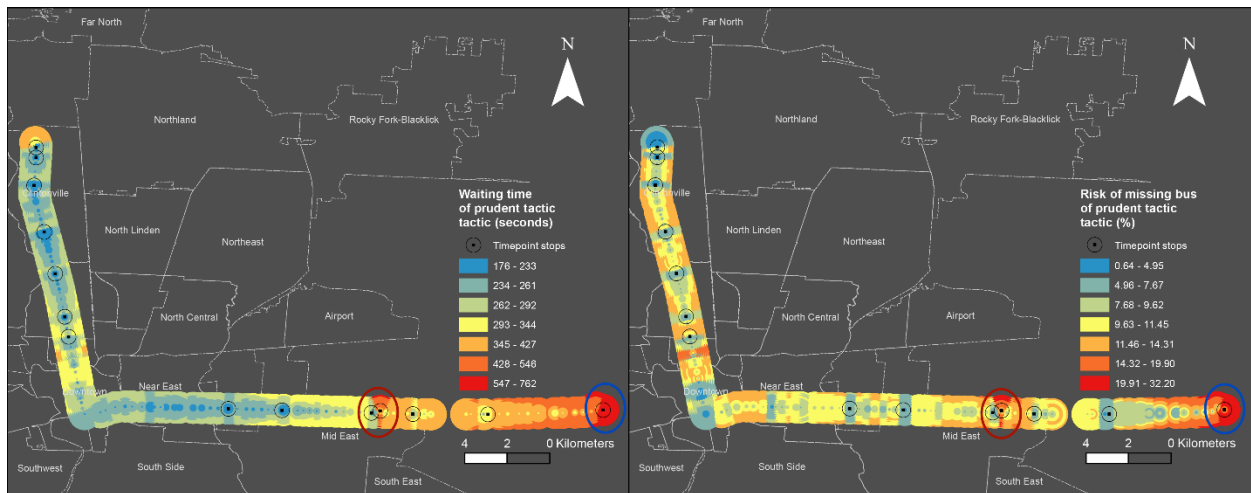 Far North
N
Northland
Rocky Fork-Blacklick
Clintonville
North Linden
Northeast
North Central
Airport
Near East
Downtown
Mid East
Southwest
South Side
South East
Waiting time
of prudent tactic
tactic (seconds)
Timepoint stops
176 - 233
234 - 261
262 - 292
293 - 344
345 - 427
428 - 546
547 - 762
4 2 0 Kilometers
Far North
N
Northland
Rocky Fork-Blacklick
Clintonville
North Linden
Northeast
North Central
Airport
Near East
Downtown
Mid East
Southwest
South Side
South East
Risk of missing bus
of prudent tactic
tactic (%)
Timepoint stops
0.64 - 4.95
4.96 - 7.67
7.68 - 9.62
9.63 - 11.45
11.46 - 14.31
14.32 - 19.90
19.91 - 32.20
4 2 0 Kilometers